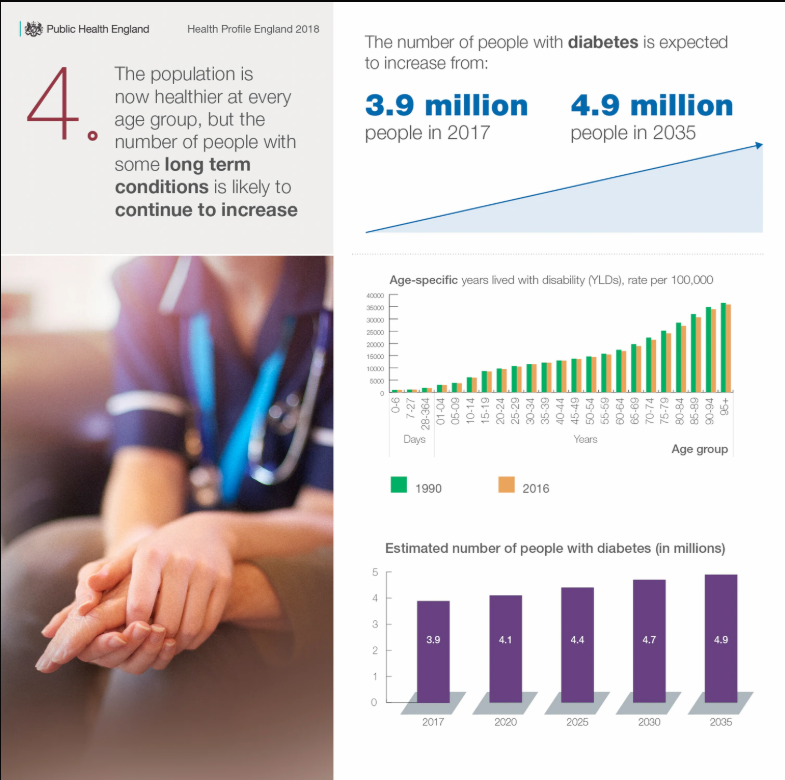 Public Health England
Health Profile England 2018
4.
The population is
now healthier at every
age group, but the
number of people with
some long term
conditions is likely to
continue to increase
The number of people with diabetes is expected
to increase from:
3.9 million
people in 2017
4.9 million
people in 2035
Age-specific years lived with disability (YLDs), rate per 100,000
40000
35000
30000
25000
20000
15000
10000
5000
0
0-6
7-27
28-364
01-04
05-09
10-14
15-19
20-24
25-29
30-34
35-39
40-44
45-49
50-54
55-59
60-64
65-69
70-74
75-79
80-84
85-89
90-94
95+
Days
Years
Age group
1990
2016
Estimated number of people with diabetes (in millions)
5
4
3
2
1
0
3.9
4.1
4.4
4.7
4.9
2017
2020
2025
2030
2035